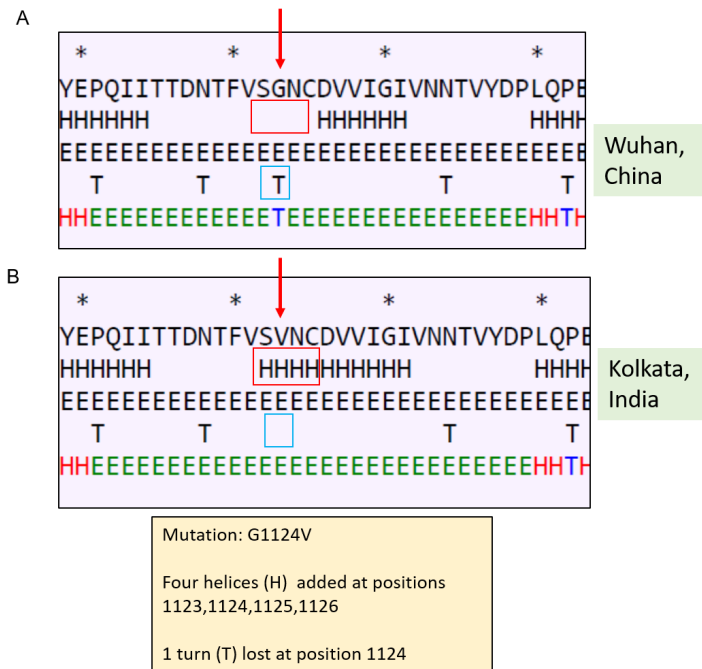 A
* * * *
YEPQIITTDNTFVSGNCDVVIGIVNNTVYDPLQPE
HHHHHH HHHHHH HHHH
EEEEEEEEEEEEEEEEEEEEEEEEEEEEEEEEEEE
T T T T T
HHEEEEEEEEEEEETEEEEEEEEEEEEEEEEHHTH
Wuhan,
China
B
* * * *
YEPQIITTDNTFVSVNCDVVIGIVNNTVYDPLQPE
HHHHHH HHHHHHHHHH HHHH
EEEEEEEEEEEEEEEEEEEEEEEEEEEEEEEEEEE
T T T T
HHEEEEEEEEEEEEEEEEEEEEEEEEEEEEEHHTH
Kolkata,
India
Mutation: G1124V
Four helices (H) added at positions
1123,1124,1125,1126
1 turn (T) lost at position 1124